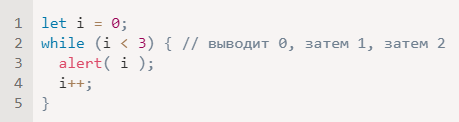 1 let i = 0;
2 while (i < 3) { // выводит 0, затем 1, затем 2
3   alert( i );
4   i++;
5 }